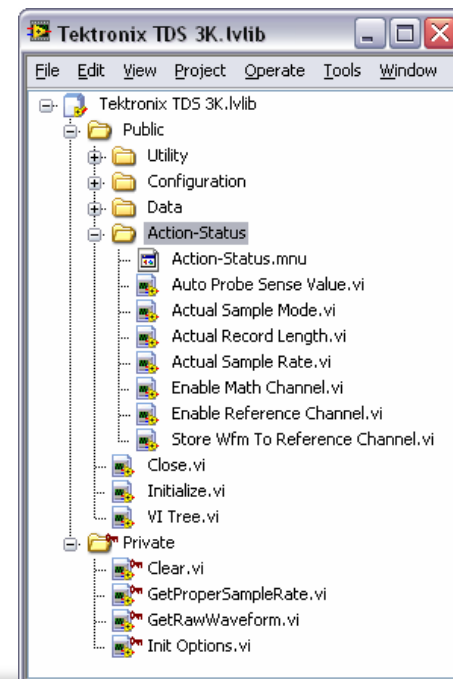 Tektronix TDS 3K.lvlib
File Edit View Project Operate Tools Window
Tektronix TDS 3K.lvlib
Public
Utility
Configuration
Data
Action-Status
Action-Status.mnu
Auto Probe Sense Value.vi
Actual Sample Mode.vi
Actual Record Length.vi
Actual Sample Rate.vi
Enable Math Channel.vi
Enable Reference Channel.vi
Store Wfm To Reference Channel.vi
Close.vi
Initialize.vi
VI Tree.vi
Private
Clear.vi
GetProperSampleRate.vi
GetRawWaveform.vi
Init Options.vi